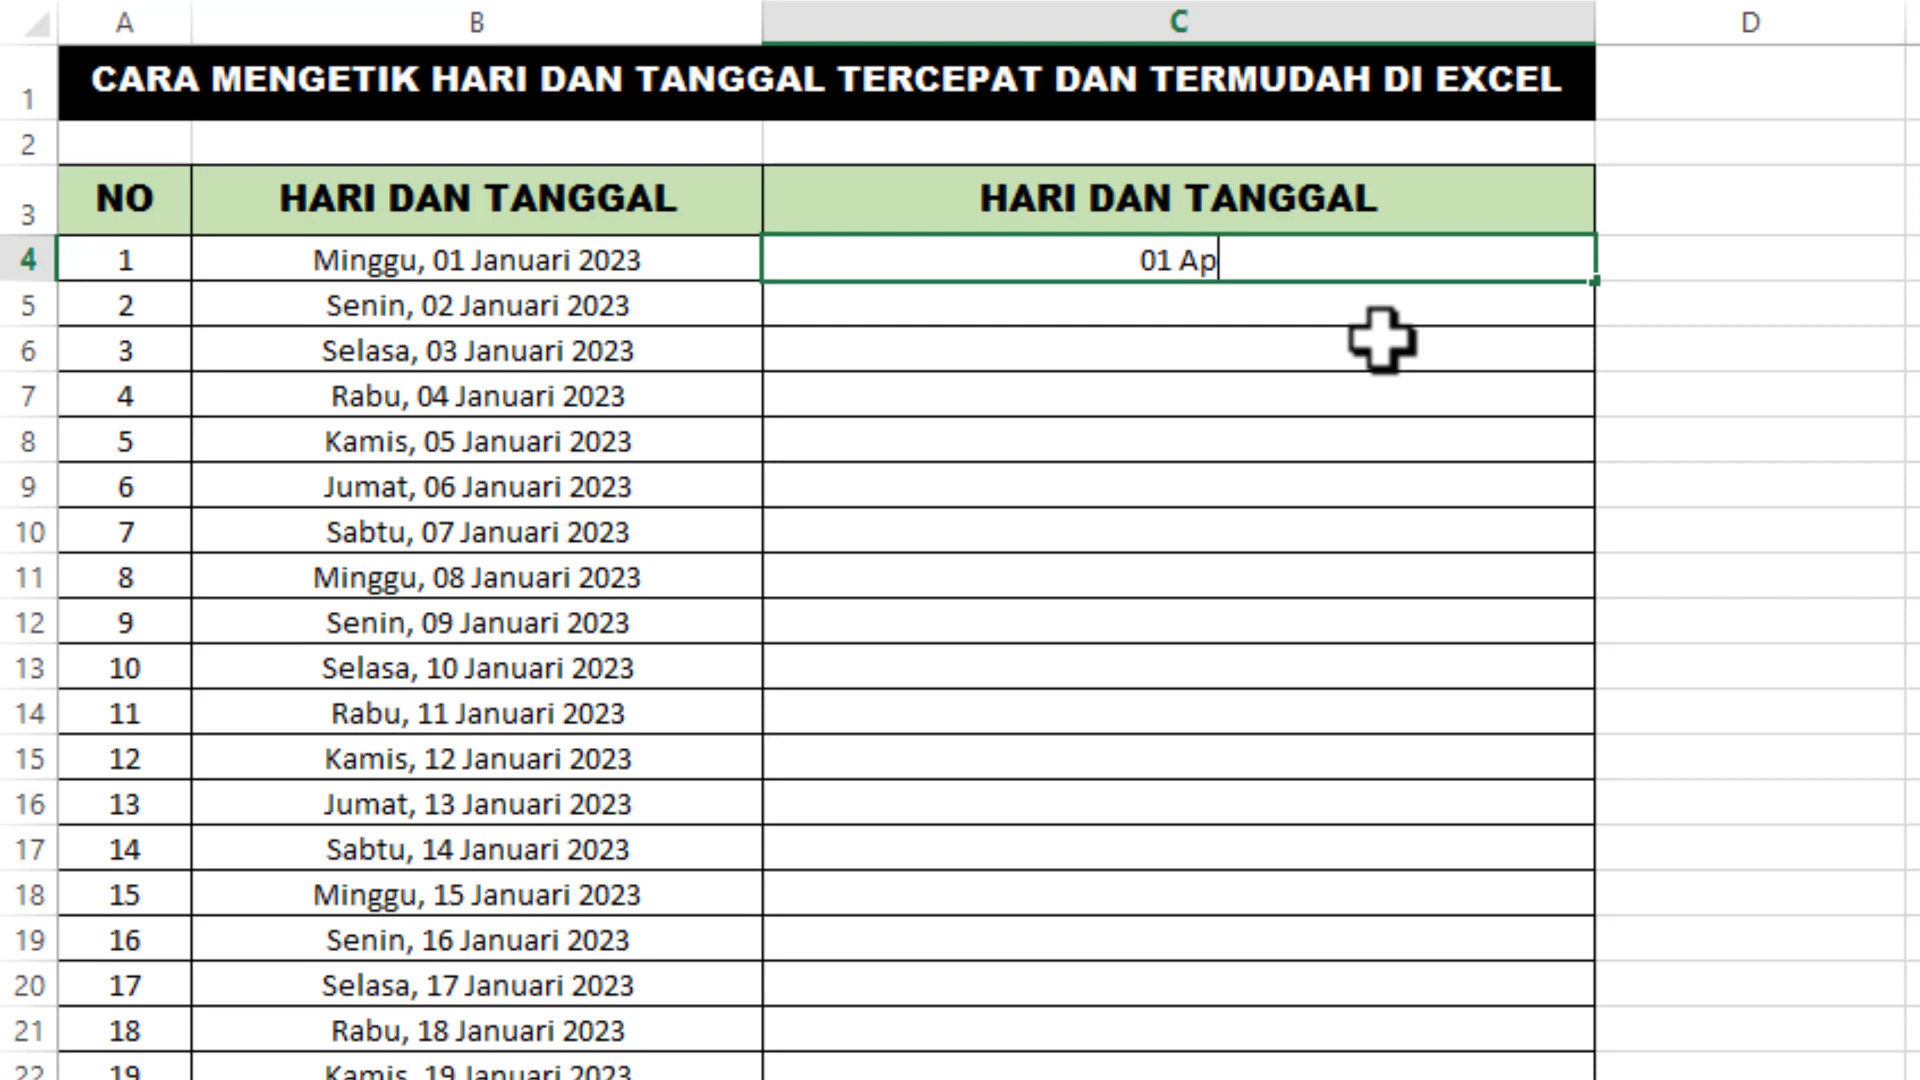 A B C D
1 CARA MENGETIK HARI DAN TANGGAL TERCEPAT DAN TERMUDAH DI EXCEL
2
3 NO HARI DAN TANGGAL HARI DAN TANGGAL
4 1 Minggu, 01 Januari 2023 01 Ap
5 2 Senin, 02 Januari 2023
6 3 Selasa, 03 Januari 2023
7 4 Rabu, 04 Januari 2023
8 5 Kamis, 05 Januari 2023
9 6 Jumat, 06 Januari 2023
10 7 Sabtu, 07 Januari 2023
11 8 Minggu, 08 Januari 2023
12 9 Senin, 09 Januari 2023
13 10 Selasa, 10 Januari 2023
14 11 Rabu, 11 Januari 2023
15 12 Kamis, 12 Januari 2023
16 13 Jumat, 13 Januari 2023
17 14 Sabtu, 14 Januari 2023
18 15 Minggu, 15 Januari 2023
19 16 Senin, 16 Januari 2023
20 17 Selasa, 17 Januari 2023
21 18 Rabu, 18 Januari 2023
22 19 Kamis, 19 Januari 2023